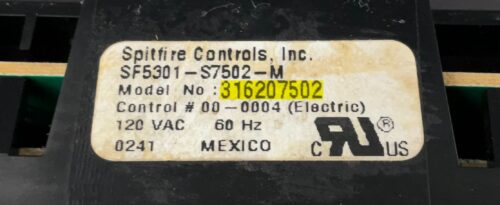 Spitfire Controls, Inc.
SF5301-S7502-M
Model No :316207502
Control # 00-0004 (Electric)
120 VAC 60 Hz
0241 MEXICO
C RU ® US